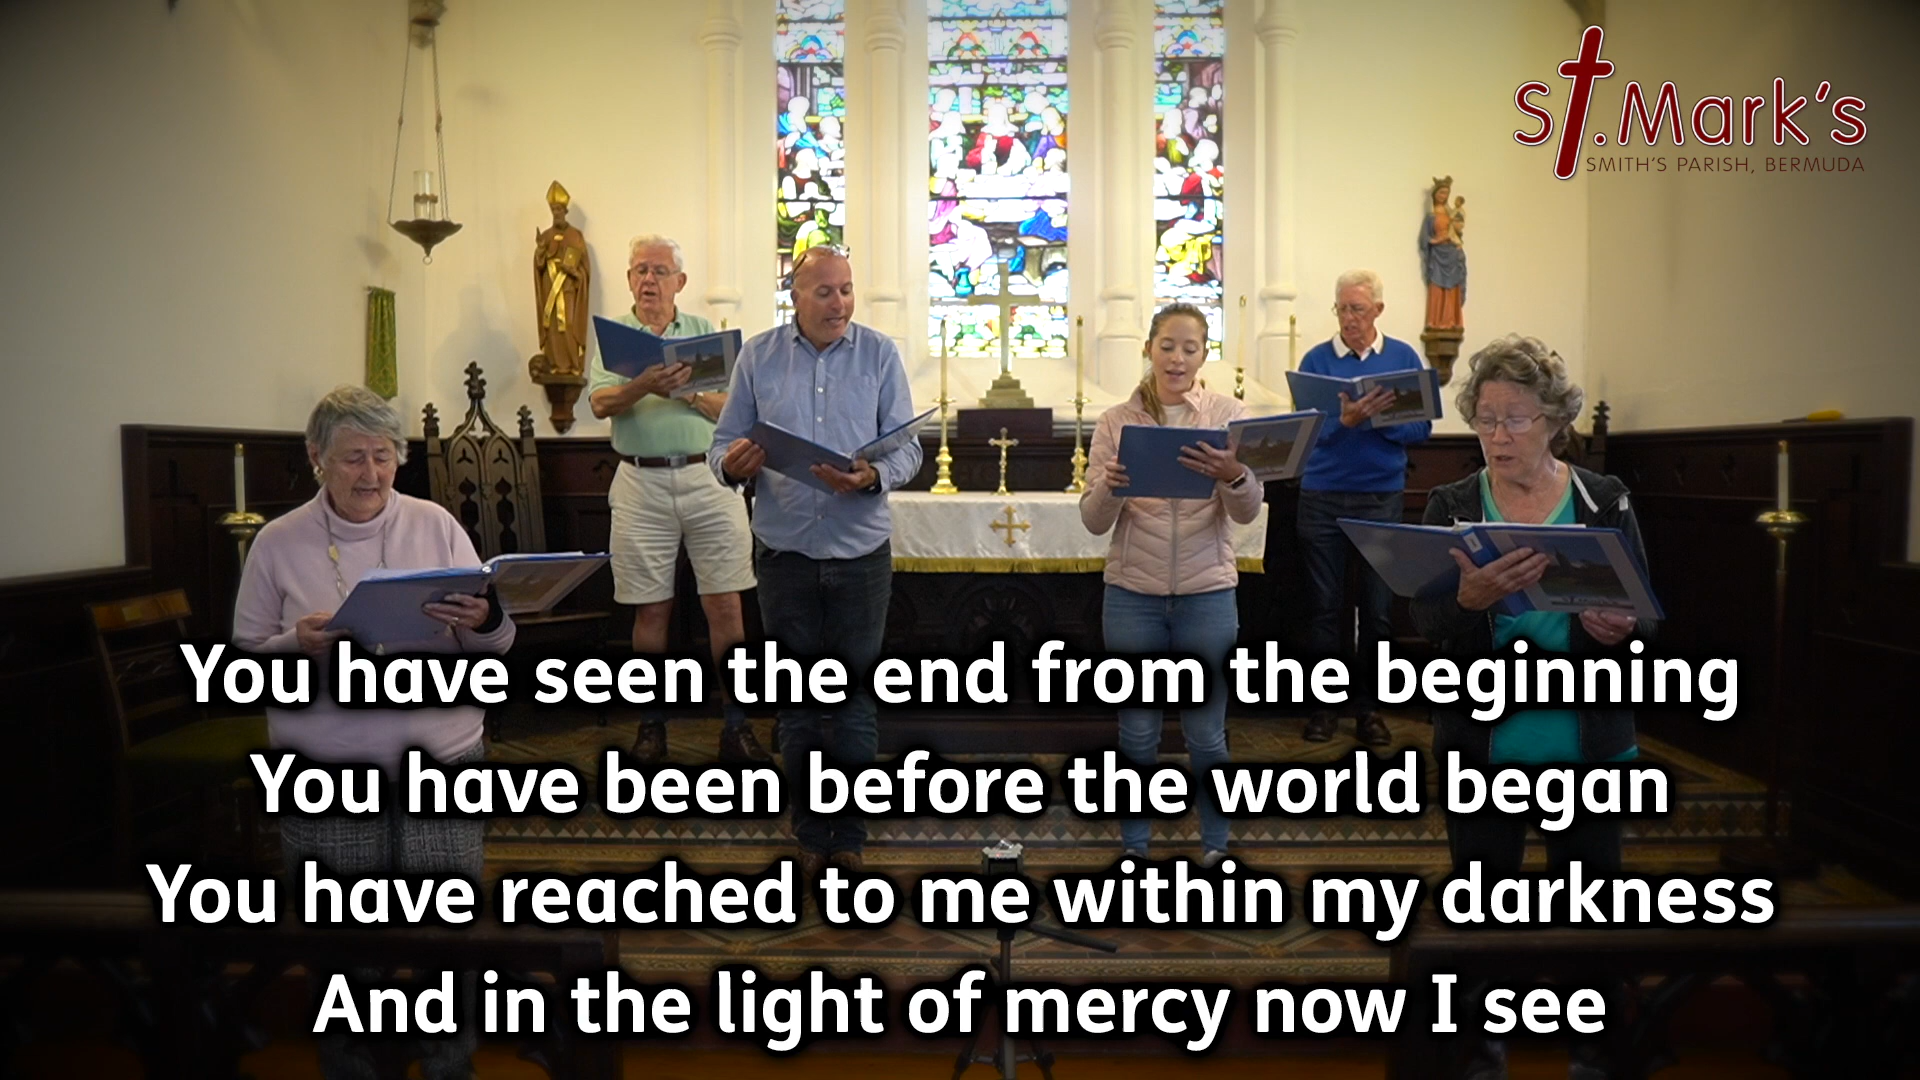 St. Mark's
SMITH'S PARISH, BERMUDA
You have seen the end from the beginning
You have been before the world began
You have reached to me within my darkness
And in the light of mercy now I see